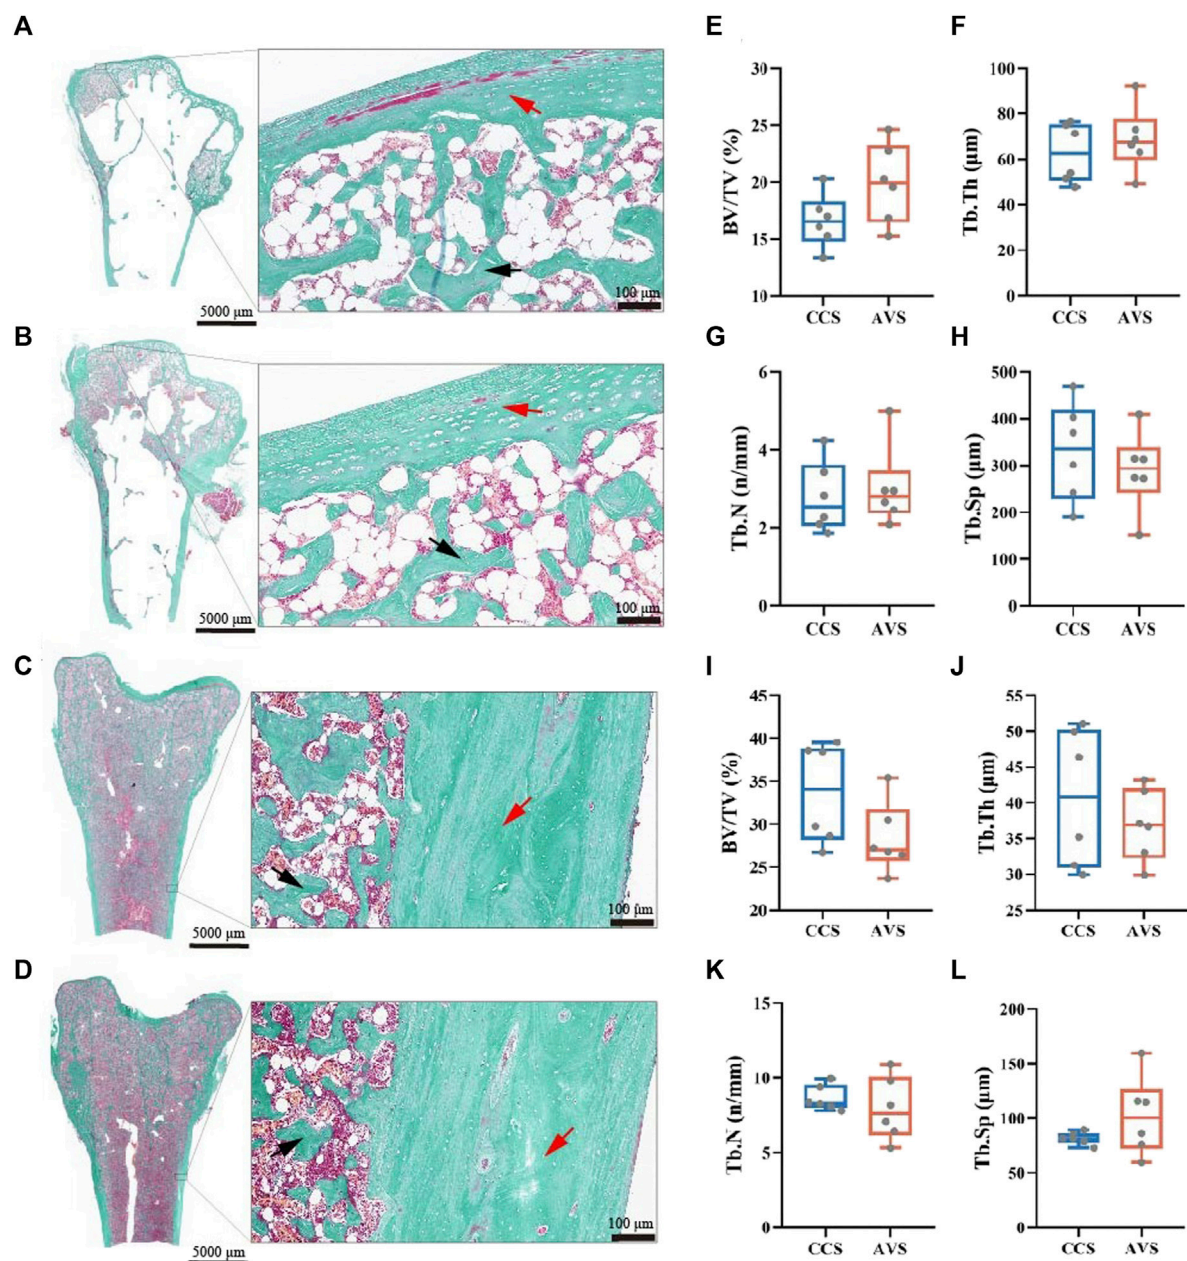 A
5000 µm
100 µm
B
5000 µm
100 µm
C
5000 µm
100 µm
D
5000 µm
100 µm
E
BV/TV (%)
30
25
20
15
10
CCS AVS
F
Tb.Th (µm)
100
80
60
40
20
0
CCS AVS
G
Tb.N (n/mm)
6
4
2
0
CCS AVS
H
Tb.Sp (µm)
500
400
300
200
100
0
CCS AVS
I
BV/TV (%)
45
40
35
30
25
20
CCS AVS
J
Tb.Th (µm)
55
50
45
40
35
30
25
CCS AVS
K
Tb.N (n/mm)
15
10
5
0
CCS AVS
L
Tb.Sp (µm)
200
150
100
50
0
CCS AVS